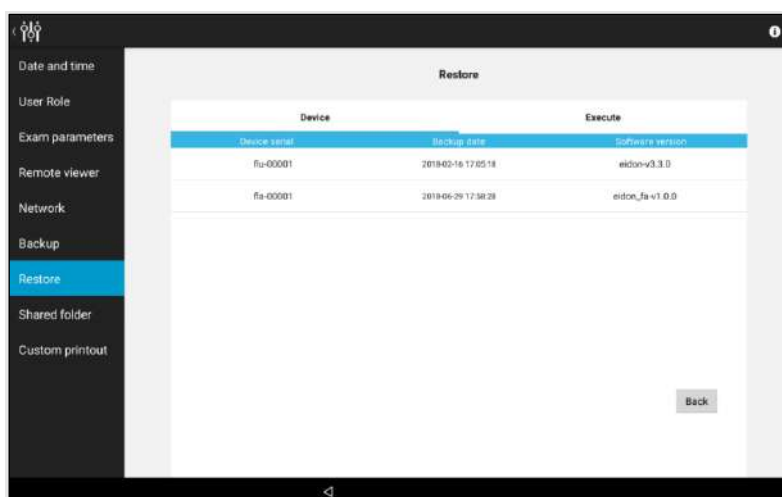 Date and time
User Role
Exam parameters
Remote viewer
Network
Backup
Restore
Shared folder
Custom printout
Restore
Device Execute
Device serial Backup date Software version
fiu-00001 2018-02-16 17:05:18 eidon-v3.3.0
fia-00001 2018-06-29 17:58:28 eidon_fa-v1.0.0
Back